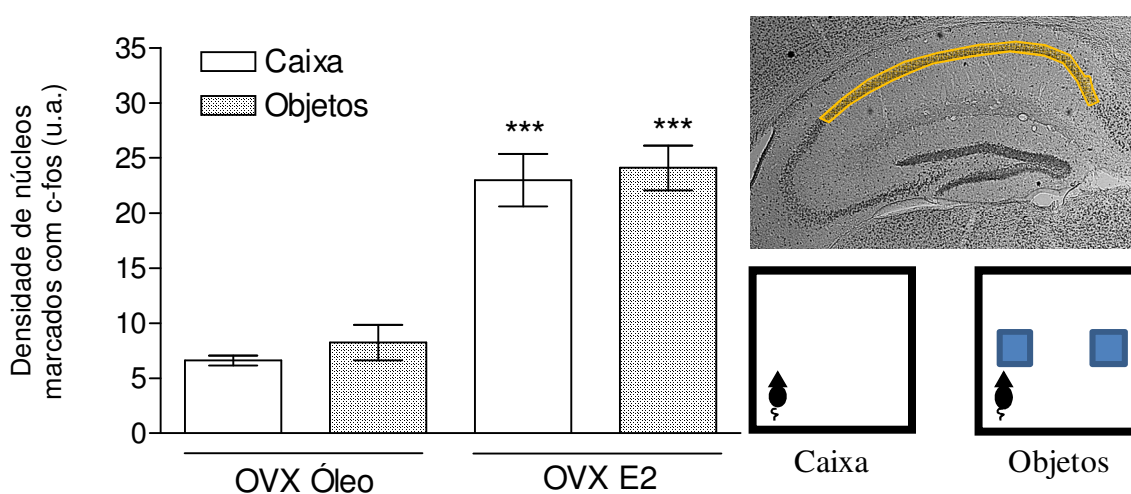 Densidade de núcleos
marcados com c-fos (u.a.)
35
30
25
20
15
10
5
0
Caixa
Objetos
***
***
OVX Óleo
OVX E2
Caixa
Objetos